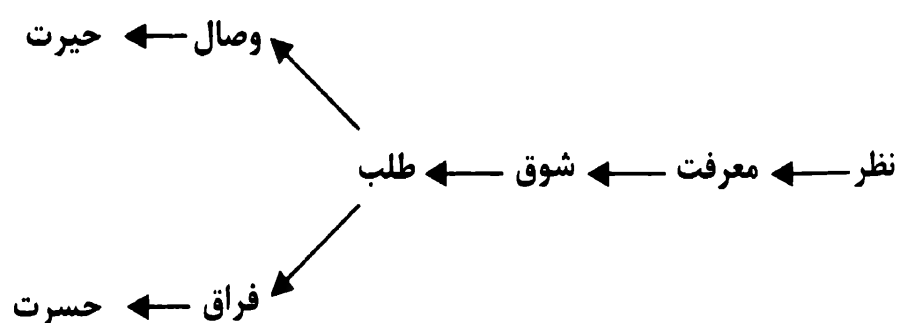 وصال حیرت
نظر معرفت شوق طلب
فراق حسرت